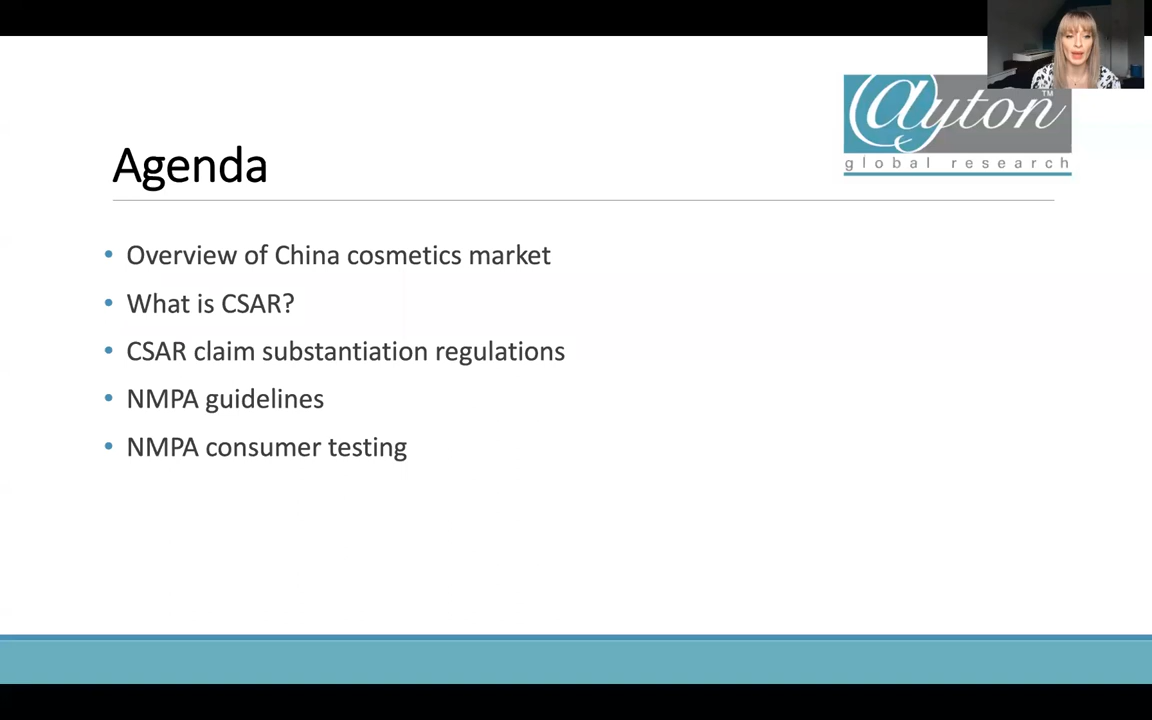 @yton™
global research
Agenda
• Overview of China cosmetics market
• What is CSAR?
• CSAR claim substantiation regulations
• NMPA guidelines
• NMPA consumer testing